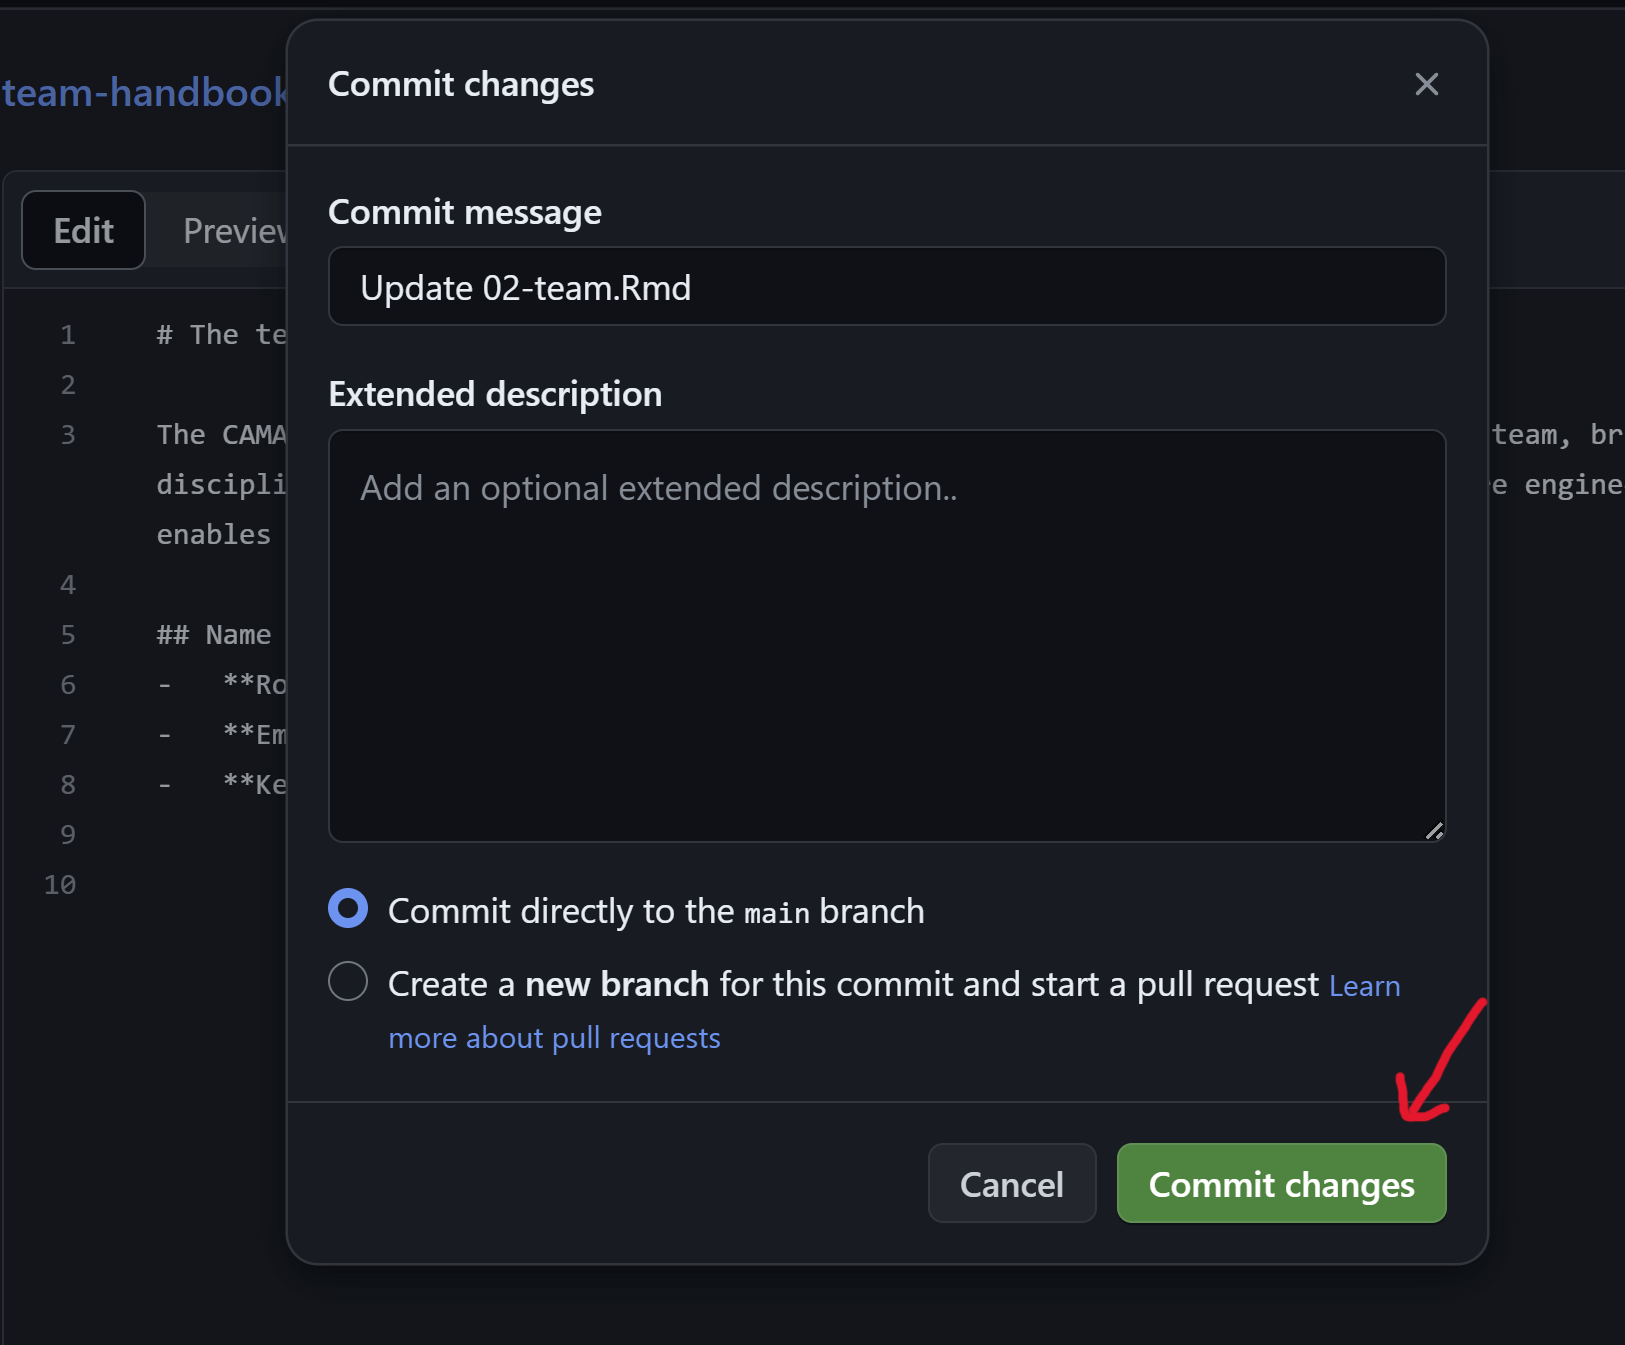 team-handbook
Commit changes
Edit
Preview
Commit message
Update 02-team.Rmd
Extended description
Add an optional extended description..
1 # The te
2
3 The CAMA team, br
discipli e engine
enables
4
5 ## Name
6 - **Ro
7 - **Em
8 - **Ke
9
10
Commit directly to the main branch
Create a new branch for this commit and start a pull request Learn
more about pull requests
Cancel
Commit changes